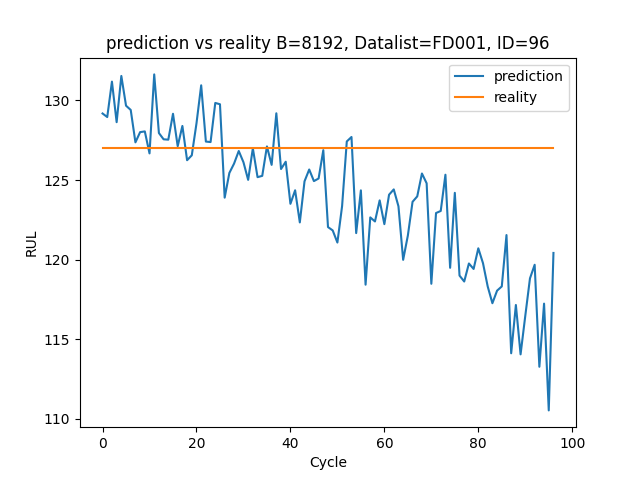 prediction vs reality B=8192, Datalist=FD001, ID=96
prediction
reality
RUL
130
125
120
115
110
0 20 40 60 80 100
Cycle